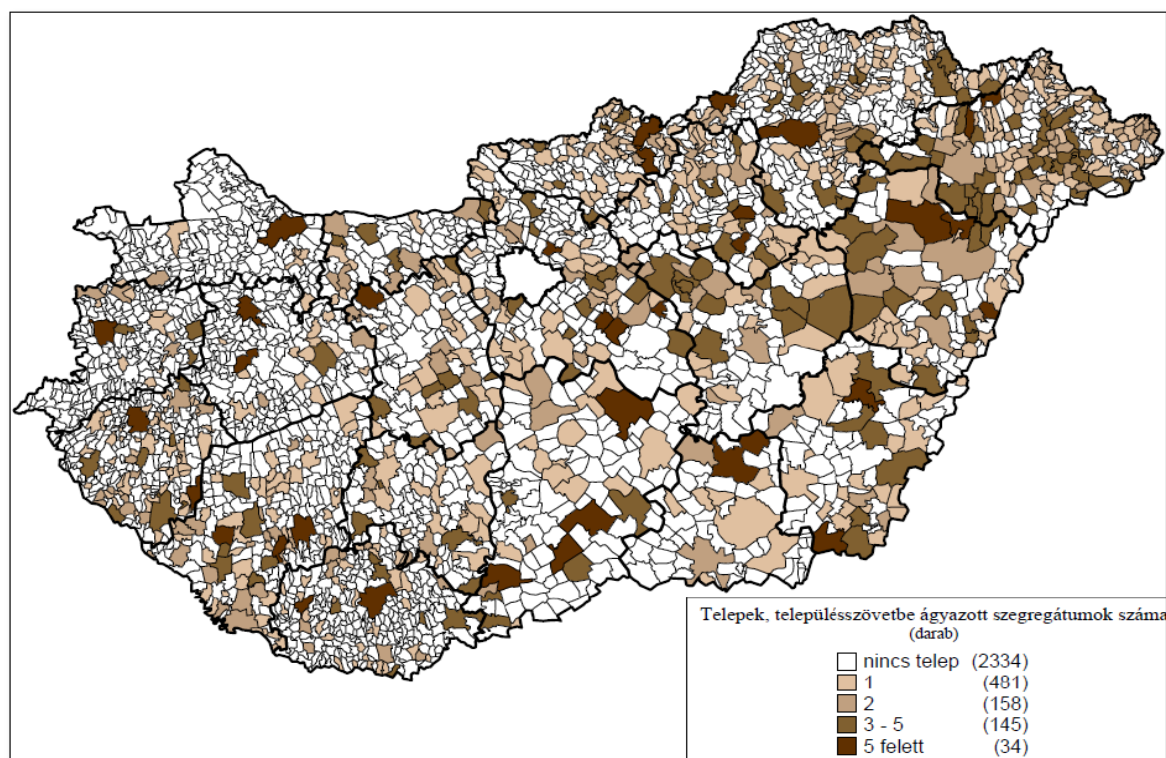 Telepek, településszövetbe ágyazott szegregátumok száma
(darab)
nincs telep (2334)
1 (481)
2 (158)
3 - 5 (145)
5 felett (34)